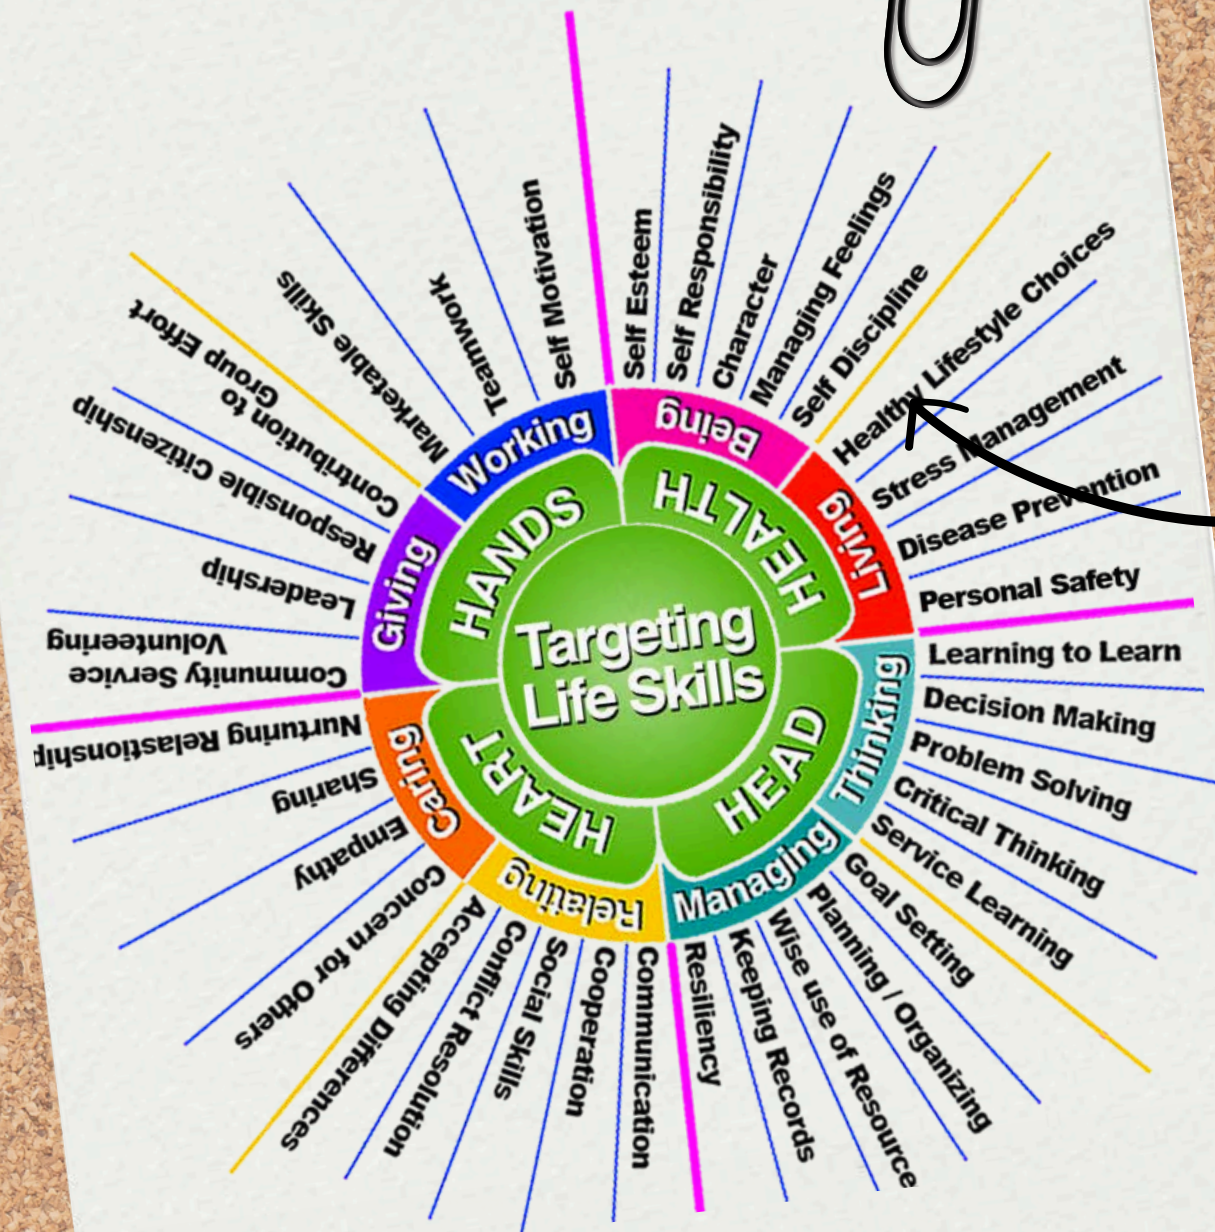 Targeting
Life Skills
HEAD
Thinking
Learning to Learn
Decision Making
Problem Solving
Critical Thinking
Service Learning
Managing
Goal Setting
Planning / Organizing
Wise use of Resource
Keeping Records
Resiliency
HEART
Relating
Communication
Cooperation
Social Skills
Conflict Resolution
Accepting Differences
Caring
Concern for Others
Empathy
Sharing
Nurturing Relastionship
HANDS
Giving
Community Service
Volunteering
Leadership
Responsible Citizenship
Contribution to
Group Effort
Working
Marketable Skills
Teamwork
Self Motivation
HEALTH
Being
Self Esteem
Self Responsibility
Character
Managing Feelings
Self Discipline
Living
Healthy Lifestyle Choices
Stress Management
Disease Prevention
Personal Safety